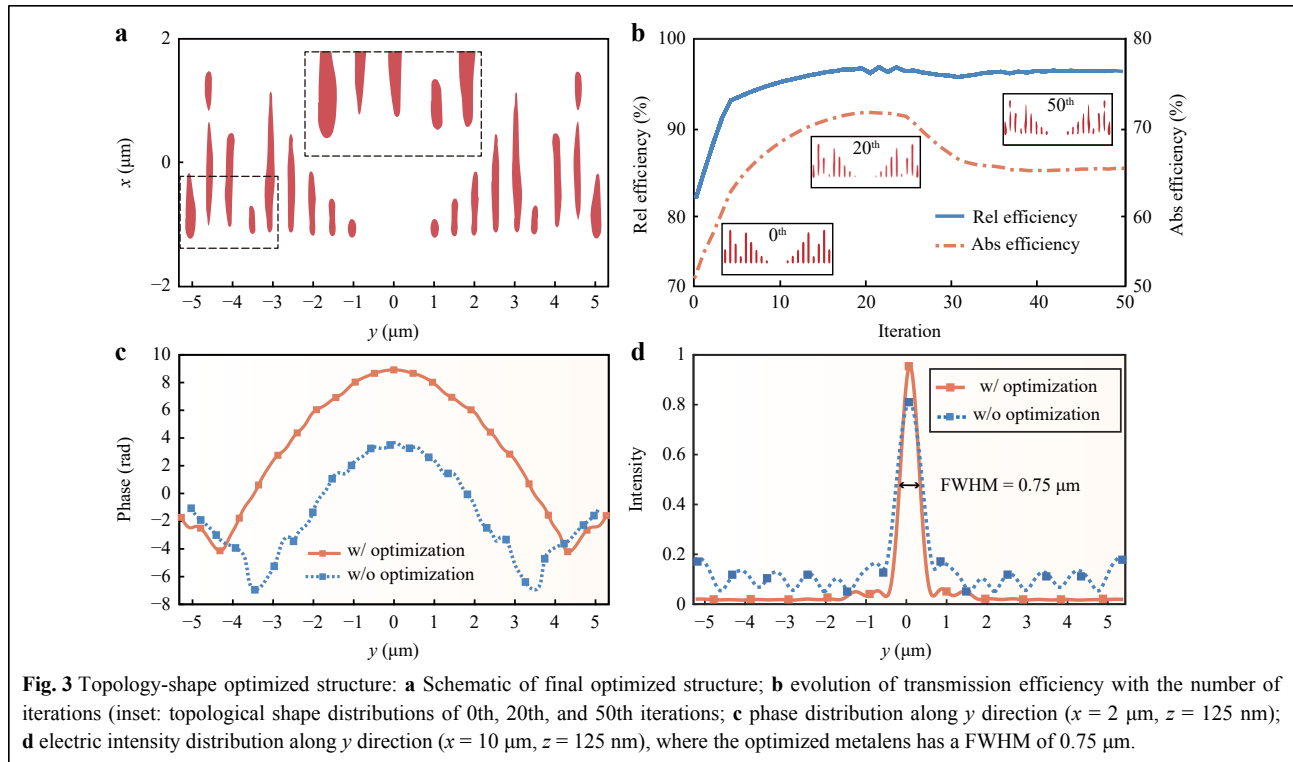 a
2
0
−2
x (μm)
−5 −4 −3 −2 −1 0 1 2 3 4 5
y (μm)
b
100
90
80
70
Rel efficiency (%)
80
70
60
50
Abs efficiency (%)
0th
20th
50th
Rel efficiency
Abs efficiency
0 10 20 30 40 50
Iteration
c
10
8
6
4
2
0
−2
−4
−6
−8
Phase (rad)
w/ optimization
w/o optimization
−5 −4 −3 −2 −1 0 1 2 3 4 5
y (μm)
d
1
0.8
0.6
0.4
0.2
0
Intensity
w/ optimization
w/o optimization
FWHM = 0.75 μm
−5 −4 −3 −2 −1 0 1 2 3 4 5
y (μm)
Fig. 3 Topology-shape optimized structure: a Schematic of final optimized structure; b evolution of transmission efficiency with the number of
iterations (inset: topological shape distributions of 0th, 20th, and 50th iterations; c phase distribution along y direction (x = 2 μm, z = 125 nm);
d electric intensity distribution along y direction (x = 10 μm, z = 125 nm), where the optimized metalens has a FWHM of 0.75 μm.